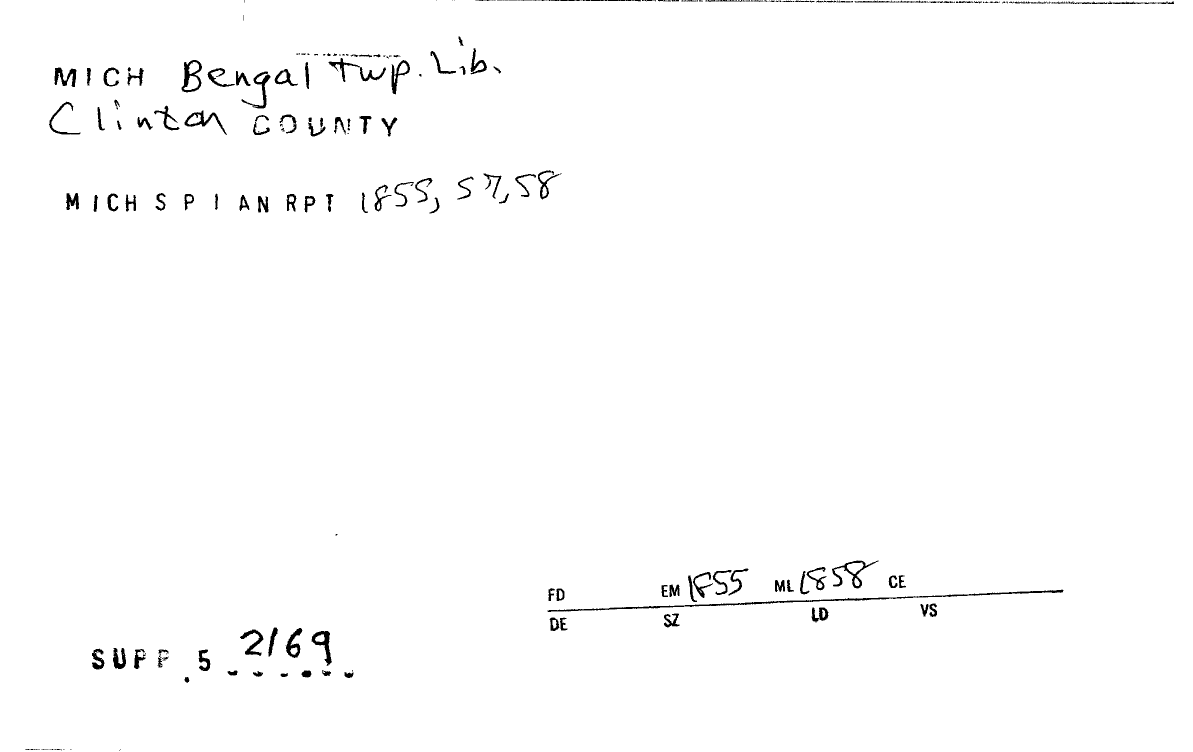 MICH Bengal Twp. Lib.
Clinton COUNTY
MICH S P I AN RPT 1855, 57, 58
FD EM 1855 ML 1858 CE
DE SZ LD VS
SUPP. 5 2169